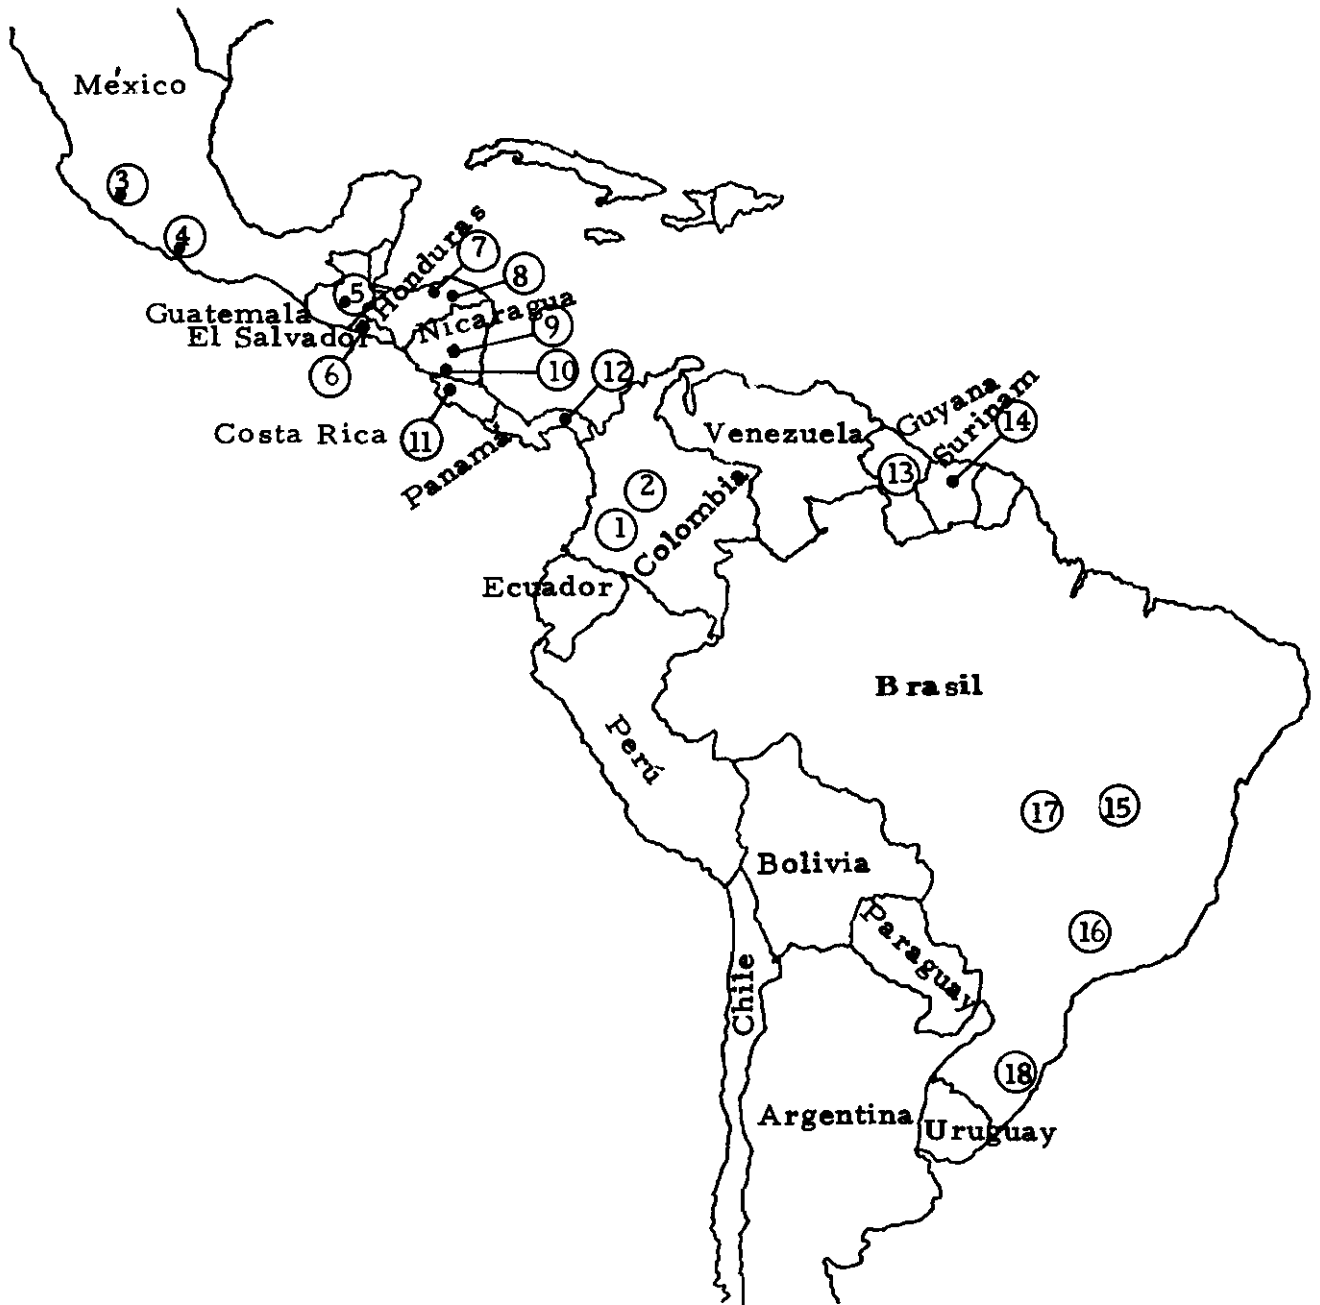 México
3
4
Honduras
7
5
8
Guatemala
Nicaragua
El Salvador
9
6
10
12
Costa Rica
11
Panamá
Venezuela
Guyana
Surinam
14
13
2
1
Colombia
Ecuador
Brasil
Perú
17
15
Bolivia
Paraguay
16
Chile
18
Argentina
Uruguay